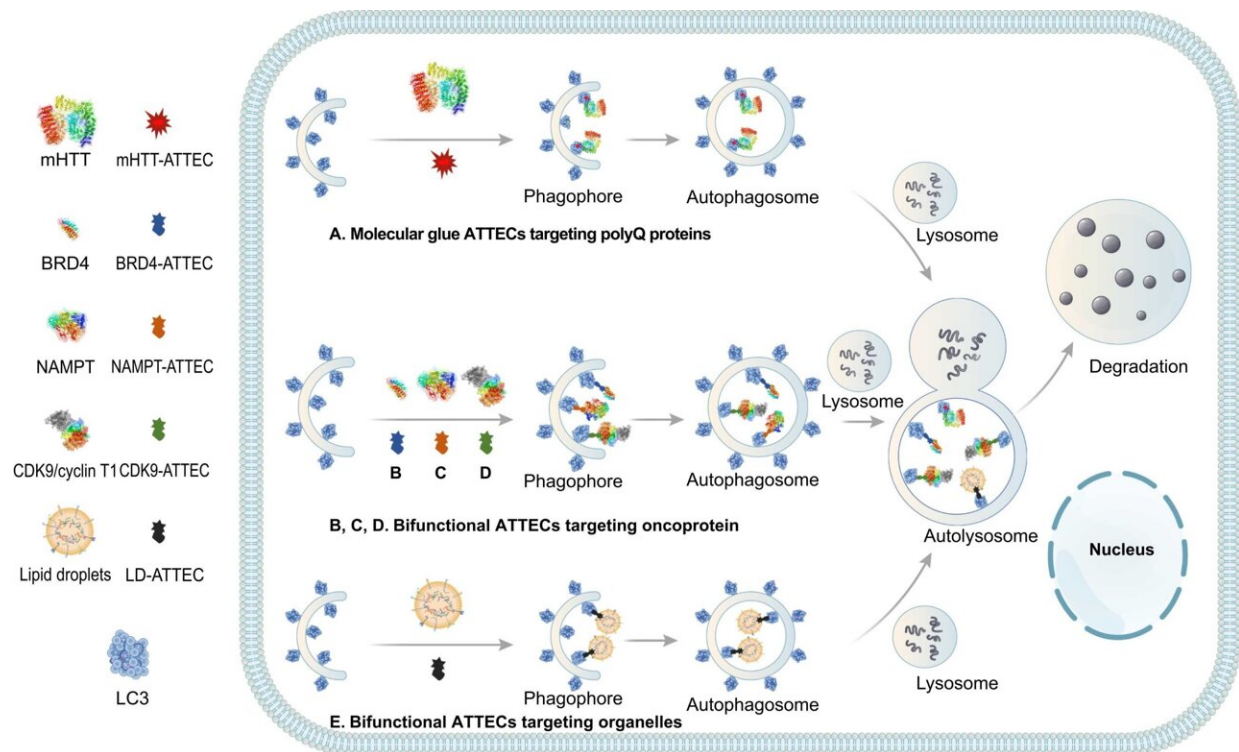 mHTT
mHTT-ATTEC
BRD4
BRD4-ATTEC
NAMPT
NAMPT-ATTEC
CDK9/cyclin T1
CDK9-ATTEC
Lipid droplets
LD-ATTEC
LC3
Phagophore
Autophagosome
A. Molecular glue ATTECs targeting polyQ proteins
Lysosome
B
C
D
Phagophore
Autophagosome
Lysosome
B, C, D. Bifunctional ATTECs targeting oncoprotein
Autolysosome
Degradation
Nucleus
Phagophore
Autophagosome
Lysosome
E. Bifunctional ATTECs targeting organelles